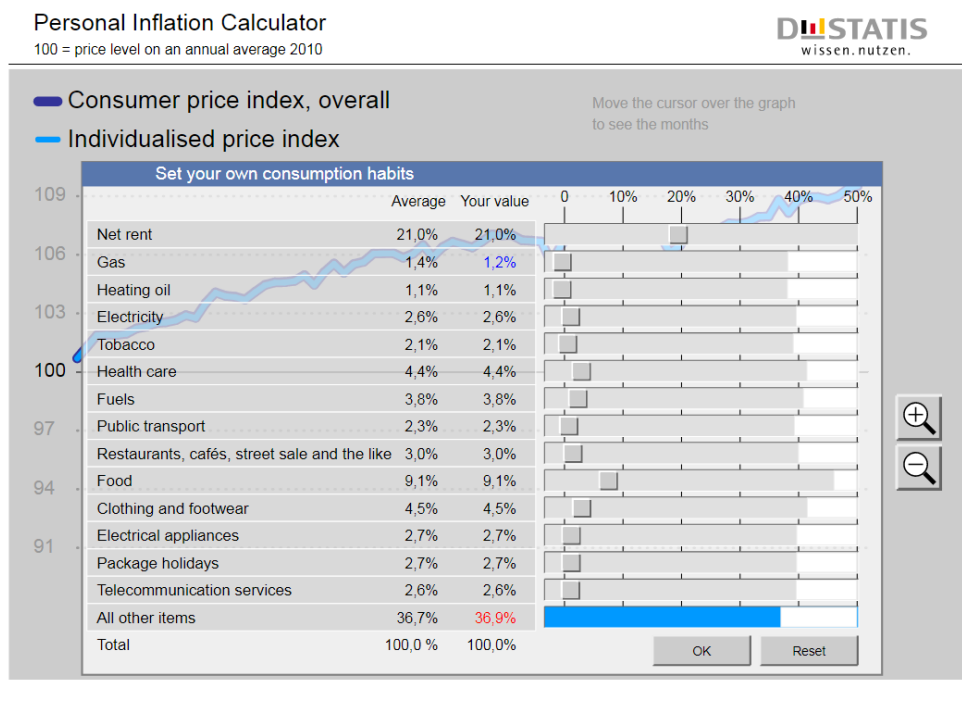 Personal Inflation Calculator
100 = price level on an annual average 2010
DESTATIS
wissen.nutzen.
Consumer price index, overall
Individualised price index
Move the cursor over the graph
to see the months
Set your own consumption habits
Average Your value 0 10% 20% 30% 40% 50%
Net rent 21,0% 21,0%
Gas 1,4% 1,2%
Heating oil 1,1% 1,1%
Electricity 2,6% 2,6%
Tobacco 2,1% 2,1%
Health care 4,4% 4,4%
Fuels 3,8% 3,8%
Public transport 2,3% 2,3%
Restaurants, cafés, street sale and the like 3,0% 3,0%
Food 9,1% 9,1%
Clothing and footwear 4,5% 4,5%
Electrical appliances 2,7% 2,7%
Package holidays 2,7% 2,7%
Telecommunication services 2,6% 2,6%
All other items 36,7% 36,9%
Total 100,0 % 100,0%
OK Reset
109
106
103
100
97
94
91